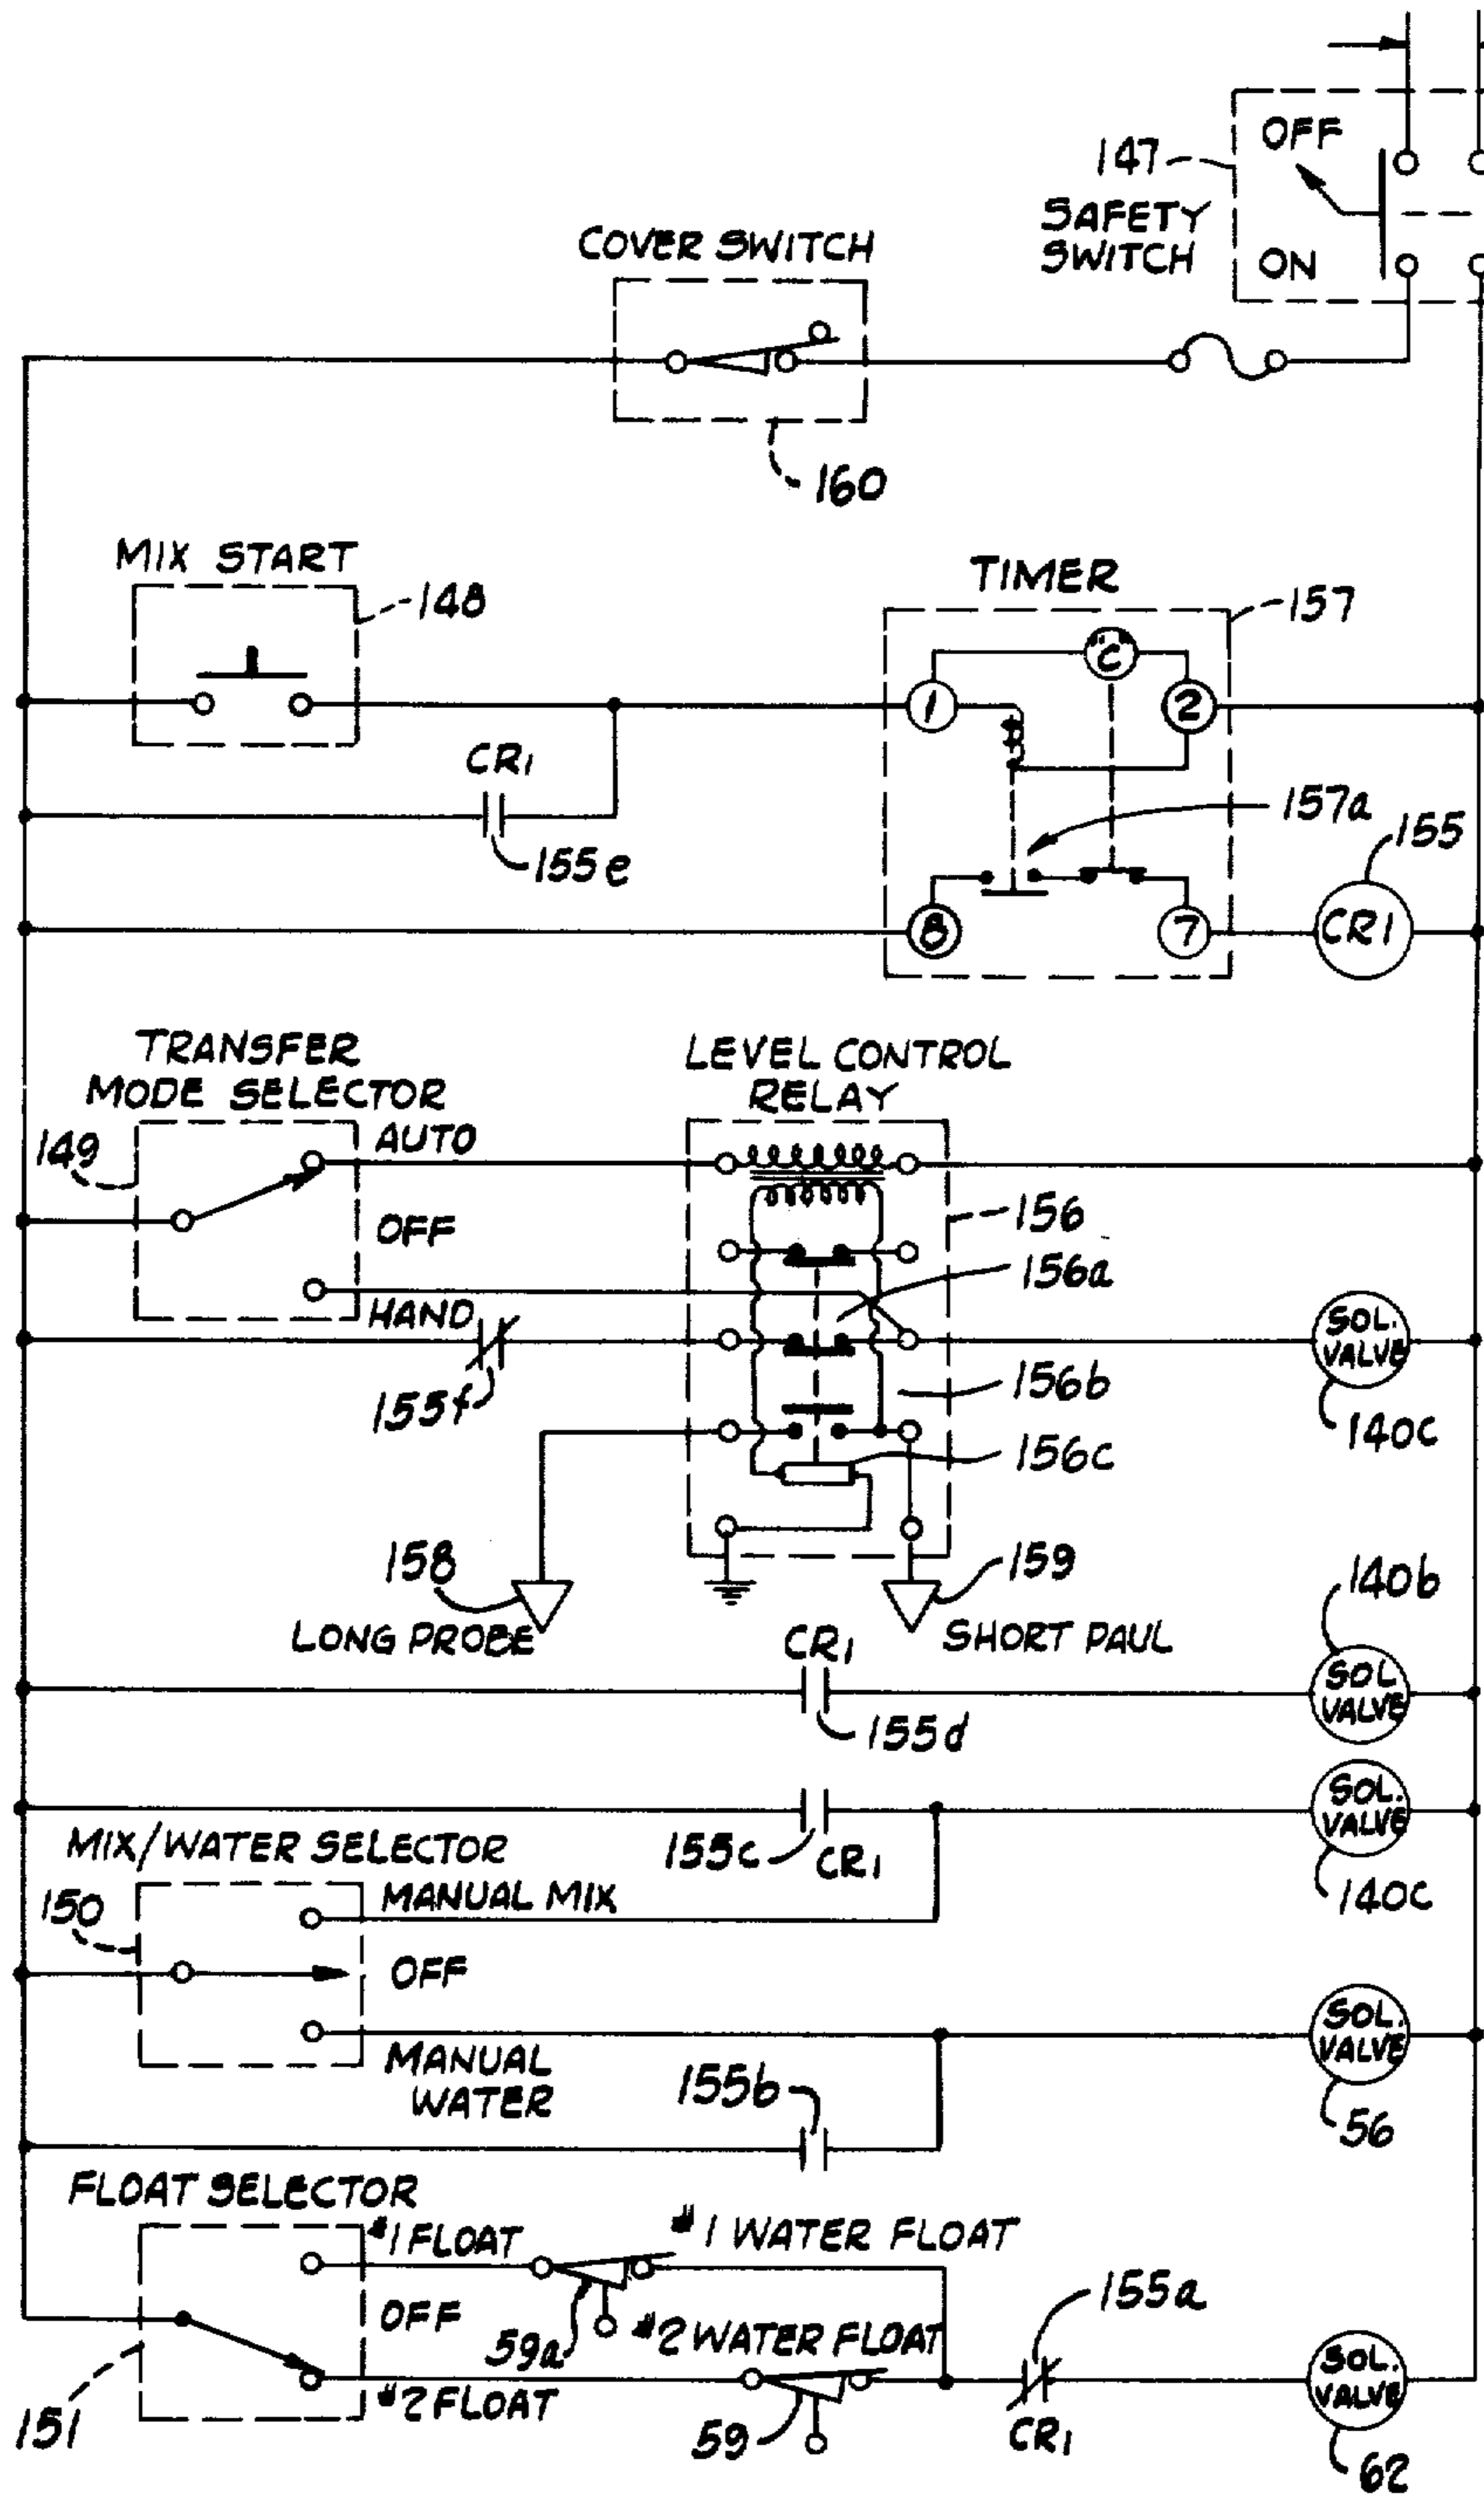 OFF
147
SAFETY
SWITCH
ON
COVER SWITCH
160
MIX START
148
TIMER
157
"C"
1
2
CR1
155e
157a
155
8
7
CR1
TRANSFER
MODE SELECTOR
149
AUTO
OFF
HAND
LEVEL CONTROL
RELAY
156
156a
155f
156b
156c
SOL.
VALVE
140c
158
LONG PROBE
159
SHORT PAUL
140b
CR1
155d
SOL
VALVE
155c
CR1
SOL.
VALVE
140c
MIX/WATER SELECTOR
150
MANUAL MIX
OFF
MANUAL
WATER
155b
SOL.
VALVE
56
FLOAT SELECTOR
#1 FLOAT
#1 WATER FLOAT
OFF
59a
#2 WATER FLOAT
155a
151
#2 FLOAT
59
CR1
SOL.
VALVE
62